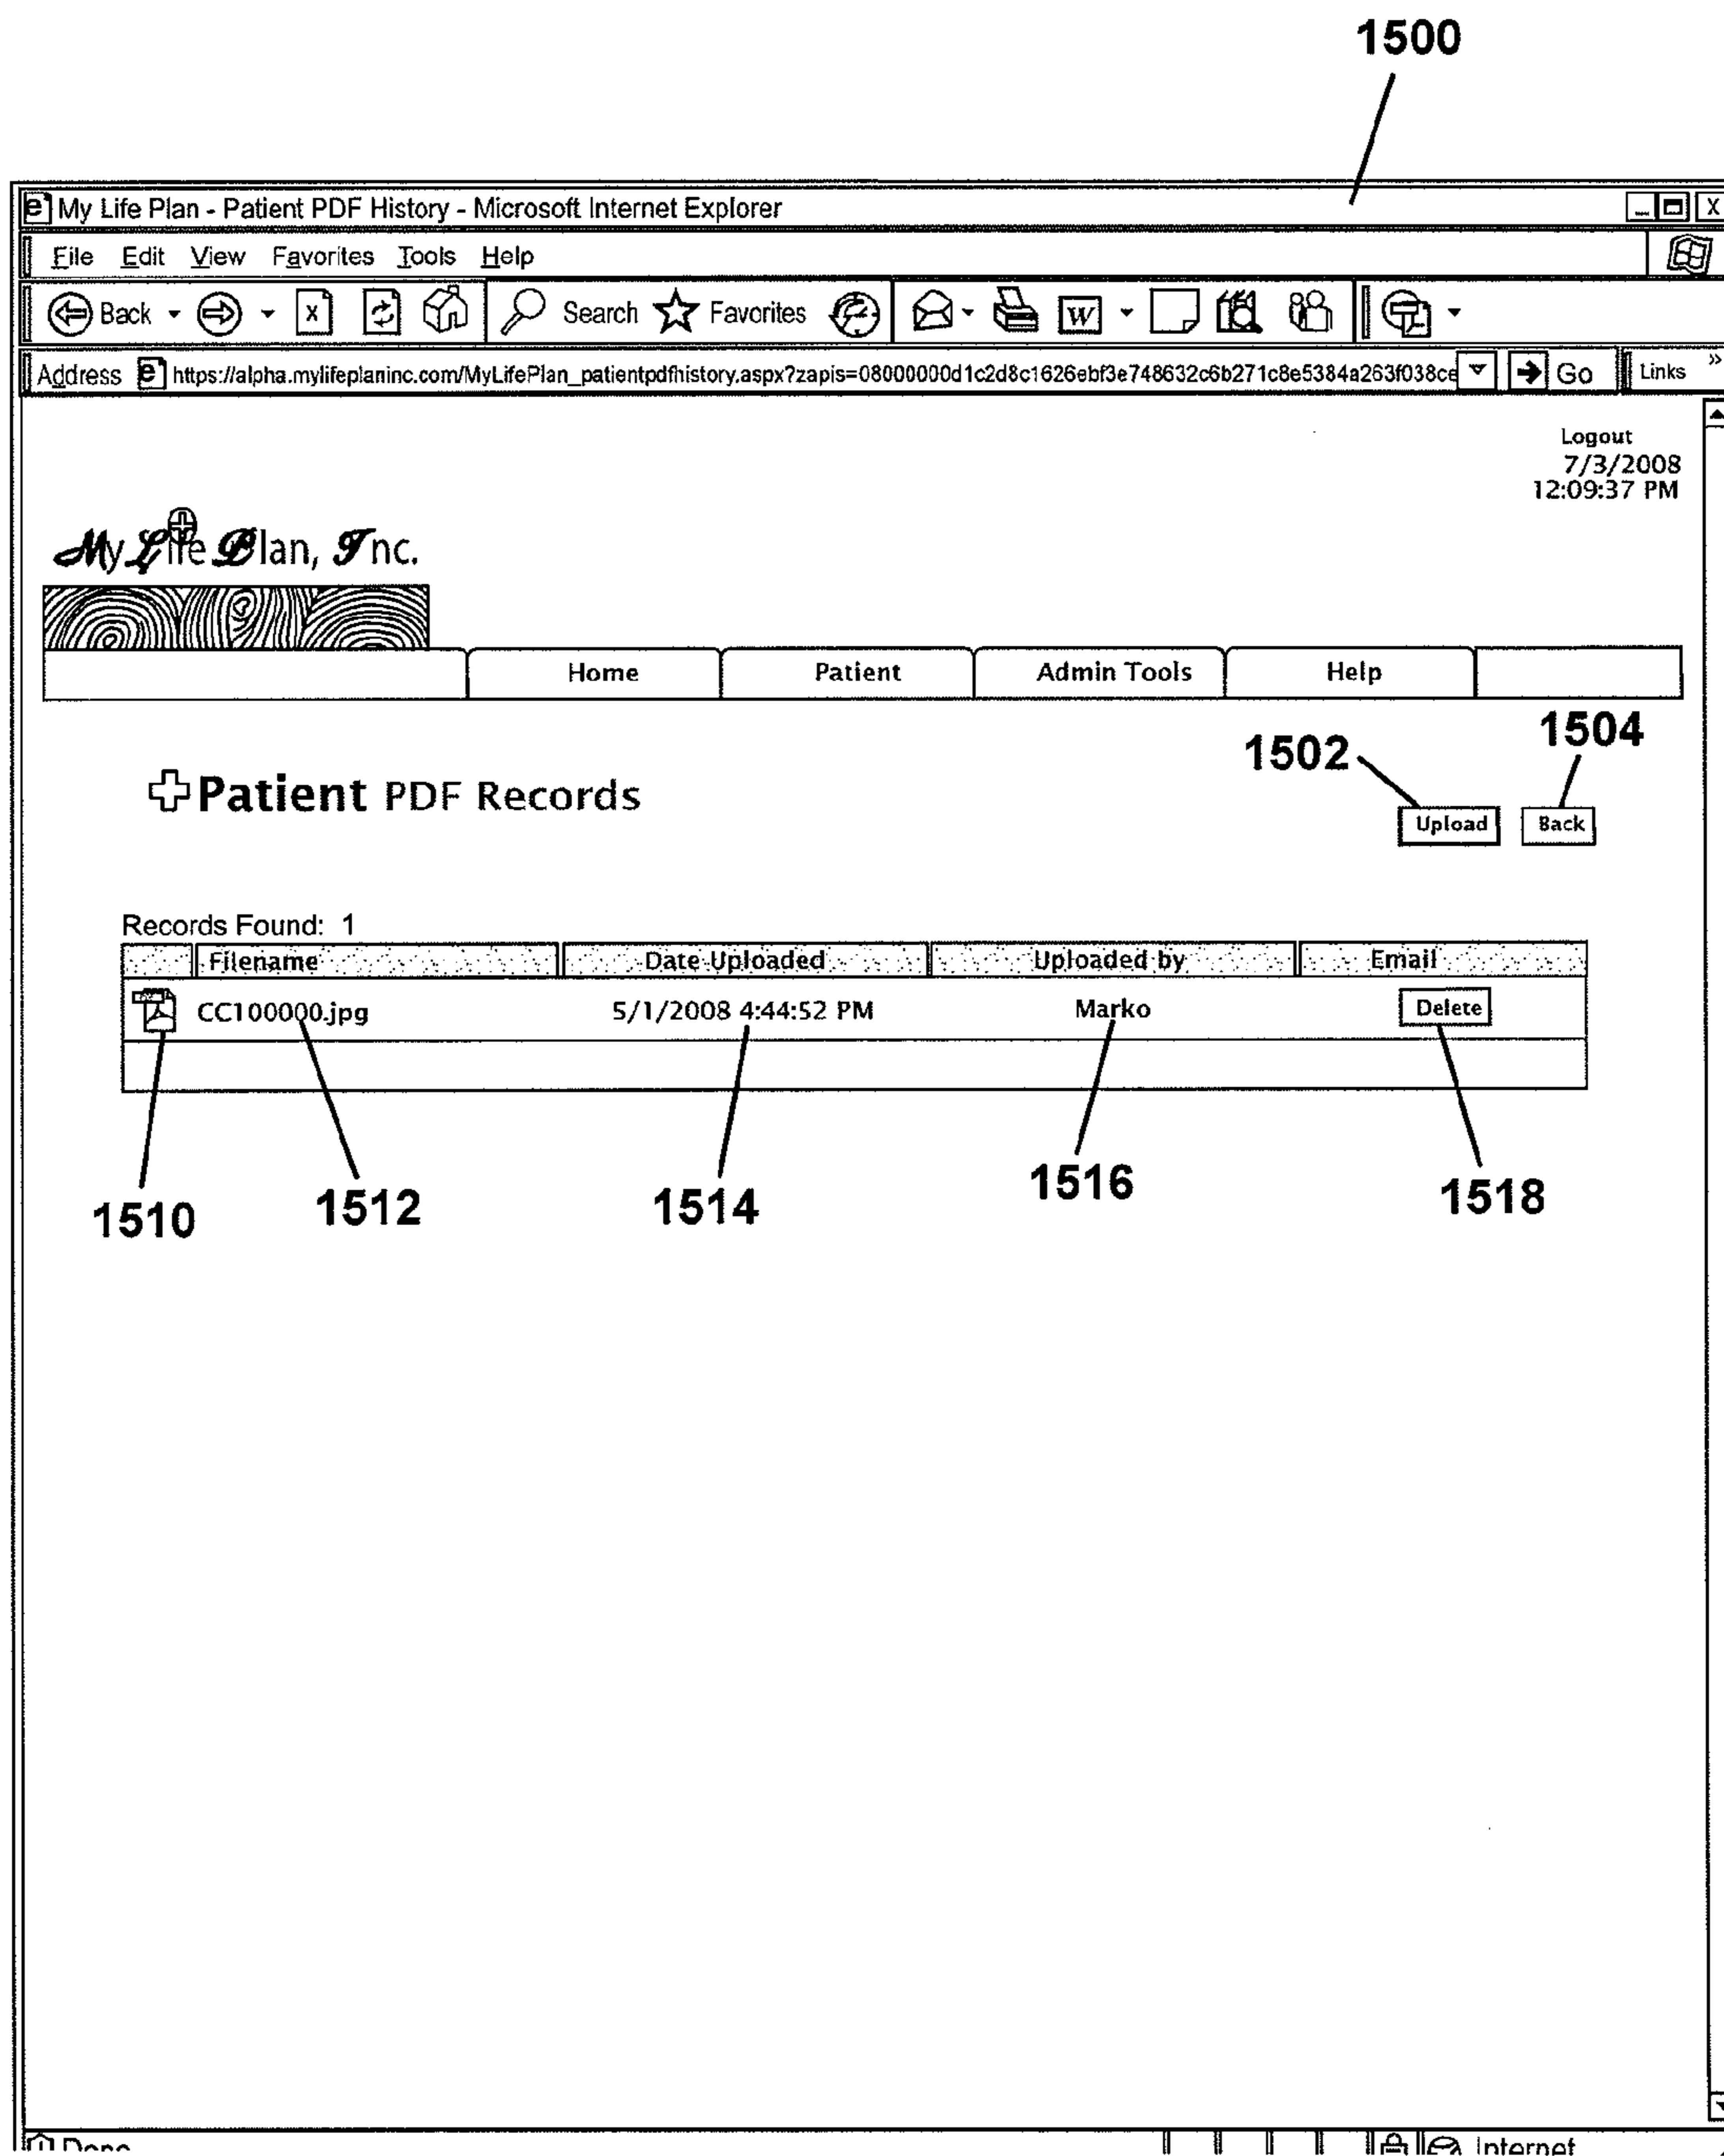 1500
My Life Plan - Patient PDF History - Microsoft Internet Explorer
File Edit View Favorites Tools Help
Back Search Favorites W
Address https://alpha.mylifeplaninc.com/MyLifePlan_patientpdfhistory.aspx?zapis=08000000d1c2d8c1626ebf3e748632c6b271c8e5384a263f038ce Go Links »
Logout
7/3/2008
12:09:37 PM
My Life Plan, Inc.
Home Patient Admin Tools Help
1502 1504
Patient PDF Records
Upload Back
Records Found: 1
Filename Date Uploaded Uploaded by Email
CC100000.jpg 5/1/2008 4:44:52 PM Marko Delete
1510 1512 1514 1516 1518
Done Internet